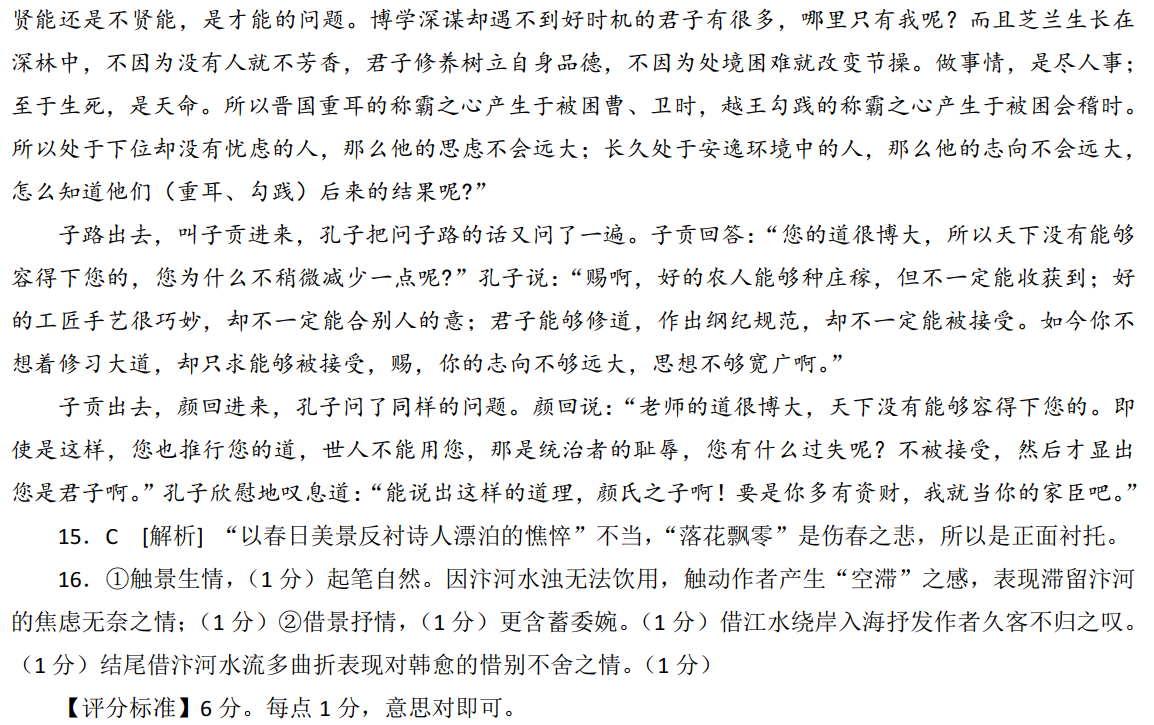 贤能还是不贤能，是才能的问题。博学深谋却遇不到好时机的君子有很多，哪里只有我呢？而且芝兰生长在
深林中，不因为没有人就不芳香，君子修养树立自身品德，不因为处境困难就改变节操。做事情，是尽人事；
至于生死，是天命。所以晋国重耳的称霸之心产生于被困曹、卫时，越王勾践的称霸之心产生于被困会稽时。
所以处于下位却没有忧虑的人，那么他的思虑不会远大；长久处于安逸环境中的人，那么他的志向不会远大，
怎么知道他们（重耳、勾践）后来的结果呢?”
子路出去，叫子贡进来，孔子把问子路的话又问了一遍。子贡回答：“您的道很博大，所以天下没有能够
容得下您的，您为什么不稍微减少一点呢?”孔子说：“赐啊，好的农人能够种庄稼，但不一定能收获到；好
的工匠手艺很巧妙，却不一定能合别人的意；君子能够修道，作出纲纪规范，却不一定能被接受。如今你不
想着修习大道，却只求能够被接受，赐，你的志向不够远大，思想不够宽广啊。”
子贡出去，颜回进来，孔子问了同样的问题。颜回说：“老师的道很博大，天下没有能够容得下您的。即
使是这样，您也推行您的道，世人不能用您，那是统治者的耻辱，您有什么过失呢？不被接受，然后才显出
您是君子啊。”孔子欣慰地叹息道：“能说出这样的道理，颜氏之子啊！要是你多有资财，我就当你的家臣吧。”
15．C [解析] “以春日美景反衬诗人漂泊的憔悴”不当，“落花飘零”是伤春之悲，所以是正面衬托。
16．①触景生情，（1 分）起笔自然。因汴河水浊无法饮用，触动作者产生“空滞”之感，表现滞留汴河
的焦虑无奈之情；（1 分）②借景抒情，（1 分）更含蓄委婉。（1 分）借江水绕岸入海抒发作者久客不归之叹。
（1 分）结尾借汴河水流多曲折表现对韩愈的惜别不舍之情。（1 分）
【评分标准】6 分。每点 1 分，意思对即可。